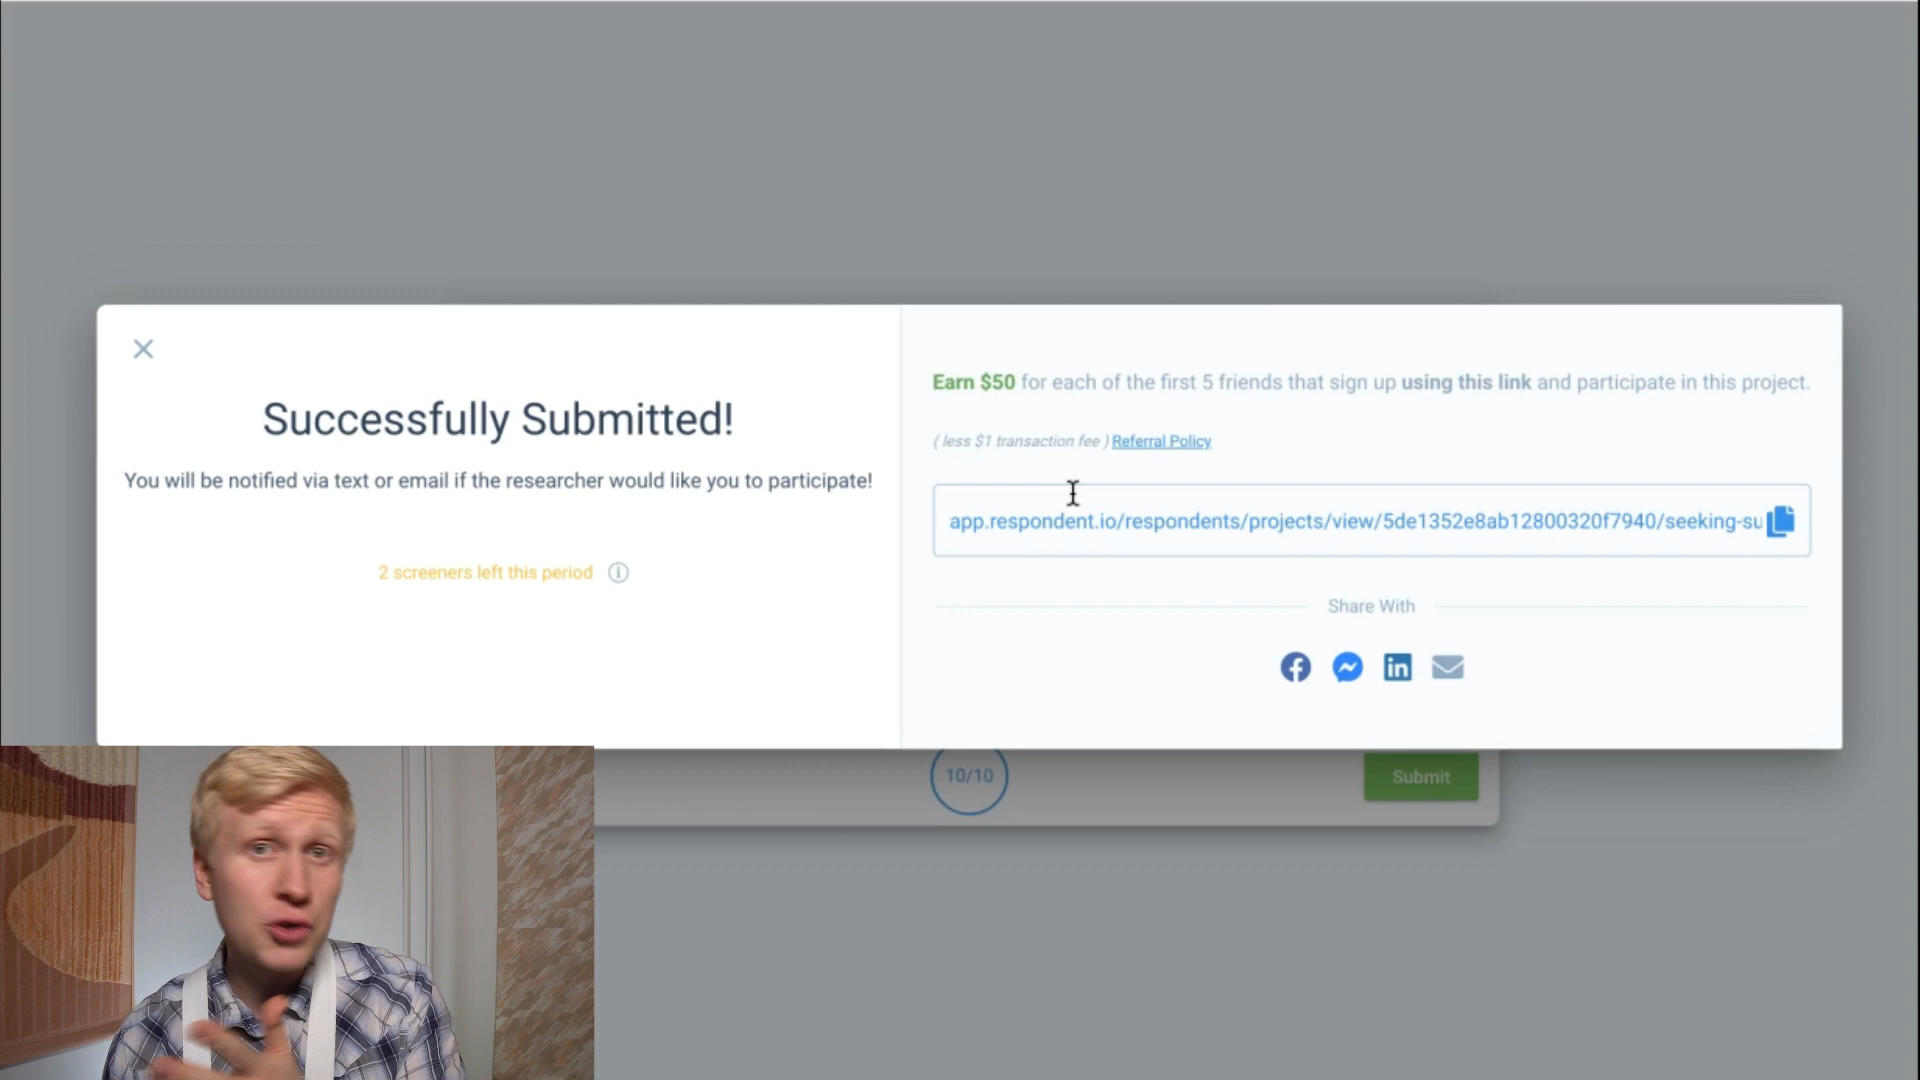 Successfully Submitted!
You will be notified via text or email if the researcher would like you to participate!
2 screeners left this period
Earn $50 for each of the first 5 friends that sign up using this link and participate in this project.
( less $1 transaction fee ) Referral Policy
app.respondent.io/respondents/projects/view/5de1352e8ab12800320f7940/seeking-su
Share With
10/10
Submit